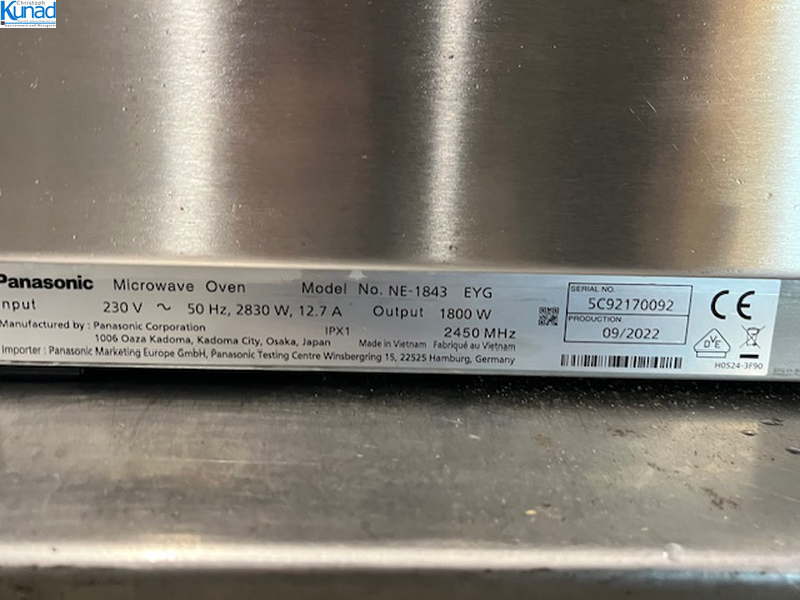 Christoph
Kunad
Panasonic Microwave Oven Model No. NE-1843 EYG
Input 230 V ~ 50 Hz, 2830 W, 12.7 A Output 1800 W
Manufactured by : Panasonic Corporation IPX1 2450 MHz
1006 Oaza Kadoma, Kadoma City, Osaka, Japan Made in Vietnam Fabriqué au Vietnam
Importer : Panasonic Marketing Europe GmbH, Panasonic Testing Centre Winsbergring 15, 22525 Hamburg, Germany
SERIAL NO.
5C92170092
PRODUCTION
09/2022
CE
DVE
H0524-3F90